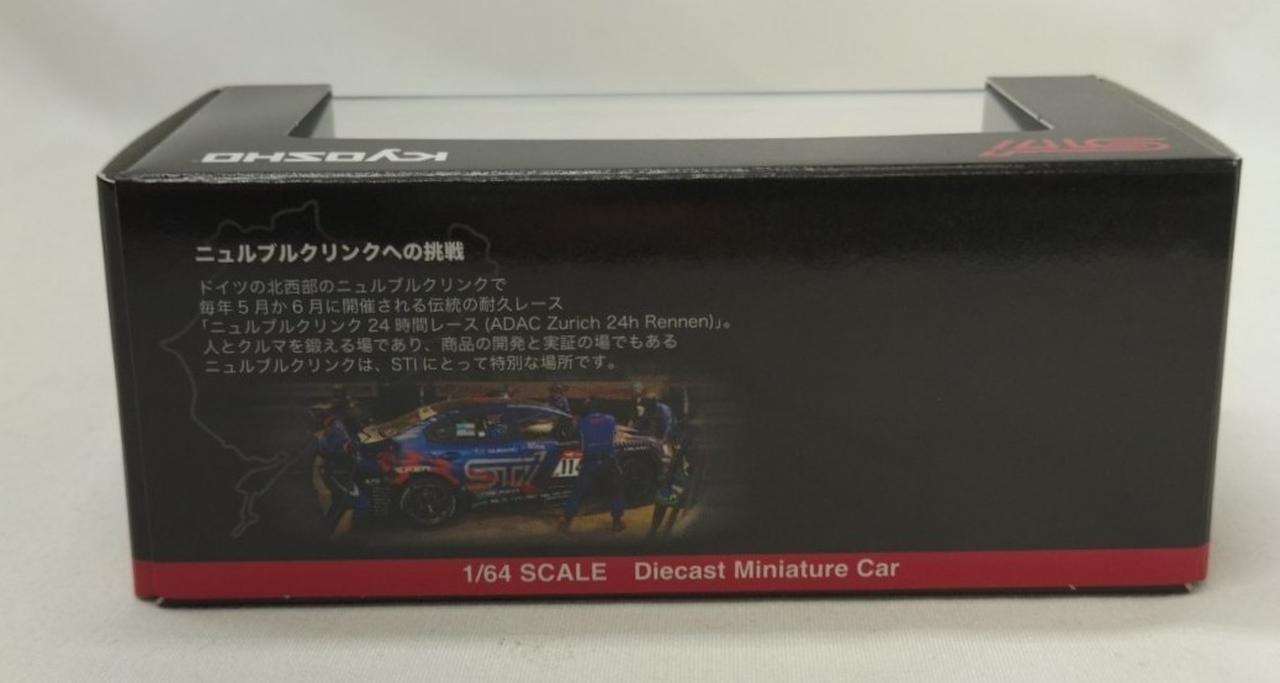 KYOSHO
STI
ニュルブルクリンクへの挑戦
ドイツの北西部のニュルブルクリンクで
毎年5月か6月に開催される伝統の耐久レース
「ニュルブルクリンク24時間レース (ADAC Zurich 24h Rennen)」。
人とクルマを鍛える場であり、商品の開発と実証の場でもある
ニュルブルクリンクは、STIにとって特別な場所です。
SUBARU
STI
1/64 SCALE Diecast Miniature Car